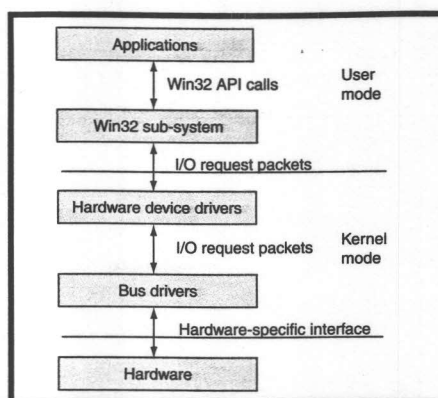 Applications
Win32 API calls
User
mode
Win32 sub-system
I/O request packets
Hardware device drivers
I/O request packets
Kernel
mode
Bus drivers
Hardware-specific interface
Hardware